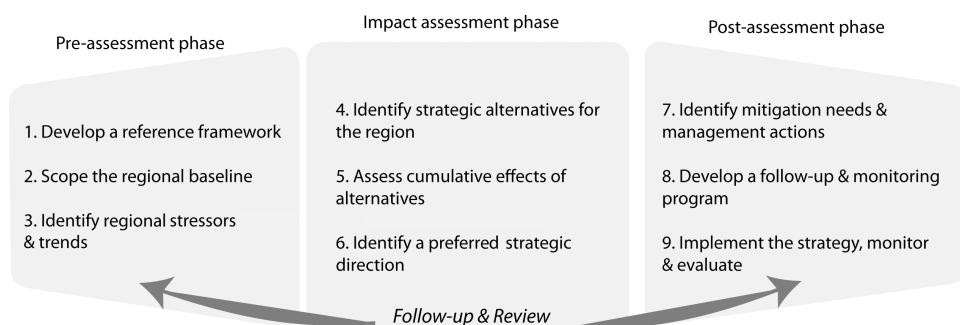 Pre-assessment phase
1. Develop a reference framework
2. Scope the regional baseline
3. Identify regional stressors
& trends
Impact assessment phase
4. Identify strategic alternatives for
the region
5. Assess cumulative effects of
alternatives
6. Identify a preferred strategic
direction
Post-assessment phase
7. Identify mitigation needs &
management actions
8. Develop a follow-up & monitoring
program
9. Implement the strategy, monitor
& evaluate
Follow-up & Review